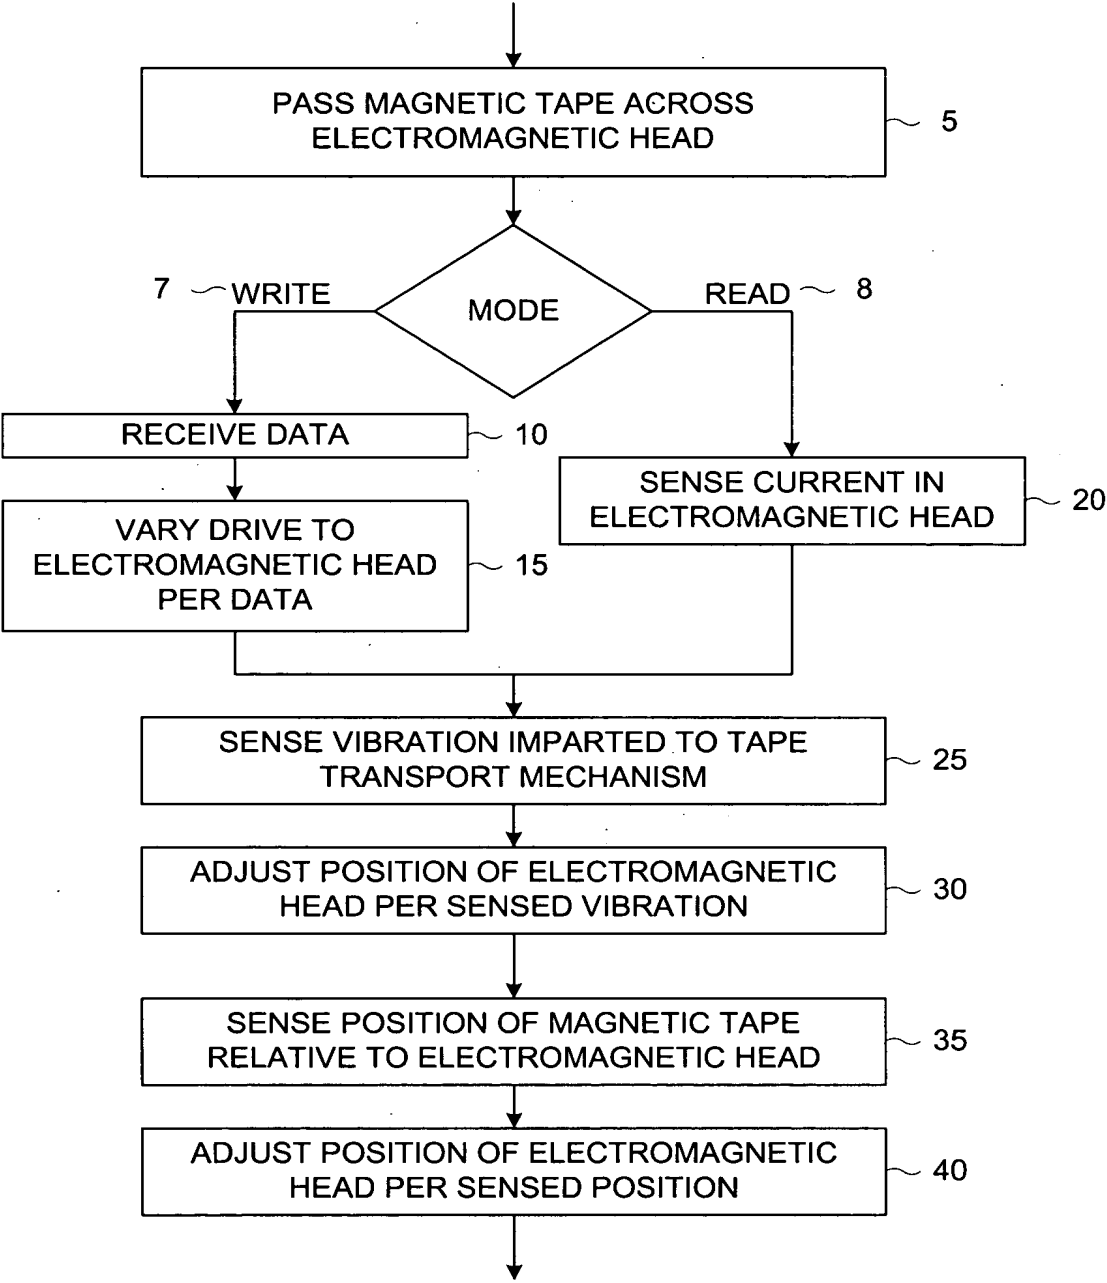 PASS MAGNETIC TAPE ACROSS
ELECTROMAGNETIC HEAD
5
7
WRITE
MODE
READ
8
RECEIVE DATA
10
VARY DRIVE TO
ELECTROMAGNETIC HEAD
PER DATA
15
SENSE CURRENT IN
ELECTROMAGNETIC HEAD
20
SENSE VIBRATION IMPARTED TO TAPE
TRANSPORT MECHANISM
25
ADJUST POSITION OF ELECTROMAGNETIC
HEAD PER SENSED VIBRATION
30
SENSE POSITION OF MAGNETIC TAPE
RELATIVE TO ELECTROMAGNETIC HEAD
35
ADJUST POSITION OF ELECTROMAGNETIC
HEAD PER SENSED POSITION
40